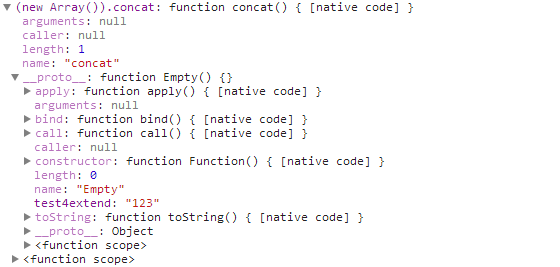 (new Array()).concat: function concat() { [native code] }
arguments: null
caller: null
length: 1
name: "concat"
__proto__: function Empty() {}
apply: function apply() { [native code] }
arguments: null
bind: function bind() { [native code] }
call: function call() { [native code] }
caller: null
constructor: function Function() { [native code] }
length: 0
name: "Empty"
test4extend: "123"
toString: function toString() { [native code] }
__proto__: Object
<function scope>
<function scope>